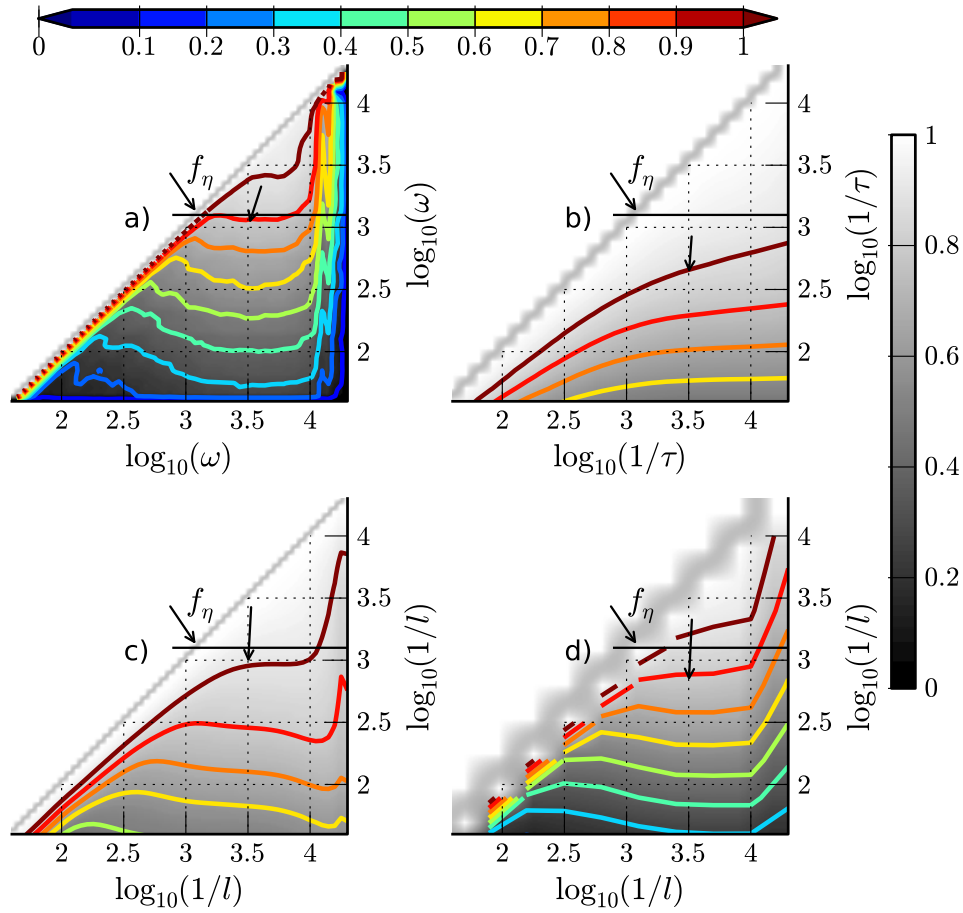 0 0.1 0.2 0.3 0.4 0.5 0.6 0.7 0.8 0.9 1
a)
f_η
4
3.5
3
2.5
2
log₁₀(ω)
2 2.5 3 3.5 4
log₁₀(ω)
b)
f_η
4
3.5
3
2.5
2
log₁₀(1/τ)
2 2.5 3 3.5 4
log₁₀(1/τ)
c)
f_η
4
3.5
3
2.5
2
log₁₀(1/l)
2 2.5 3 3.5 4
log₁₀(1/l)
d)
f_η
4
3.5
3
2.5
2
log₁₀(1/l)
2 2.5 3 3.5 4
log₁₀(1/l)
1
0.8
0.6
0.4
0.2
0